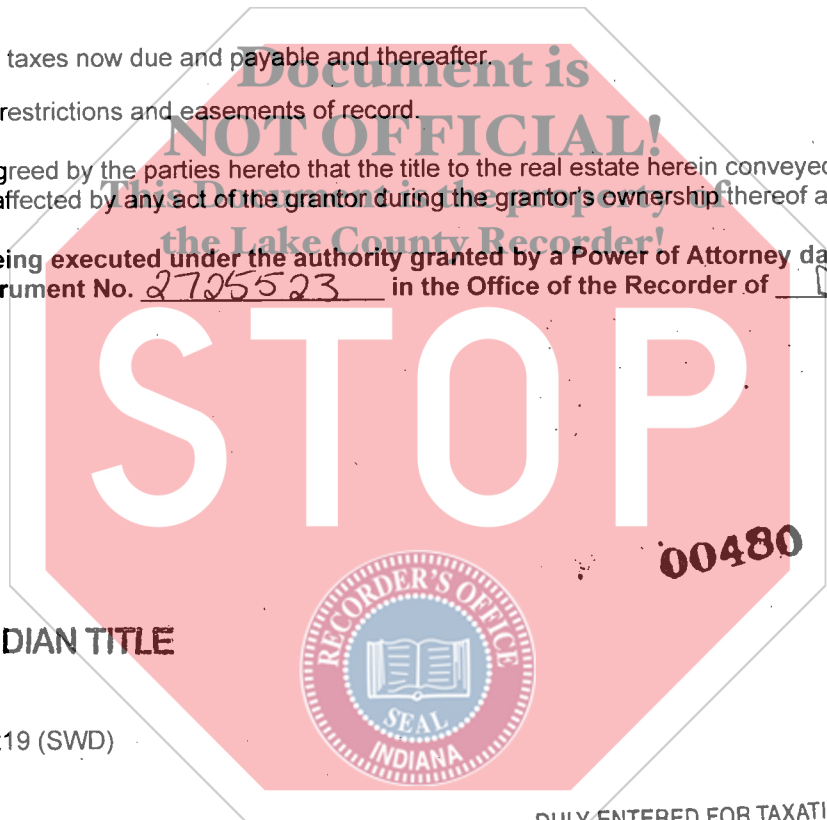 taxes now due and payable and thereafter.
Document is
restrictions and easements of record.
NOT OFFICIAL!
greed by the parties hereto that the title to the real estate herein conveyed
This Document is the property of
affected by any act of the grantor during the grantor's ownership thereof a
the Lake County Recorder!
eing executed under the authority granted by a Power of Attorney da
rument No. 2725523 in the Office of the Recorder of
STOP
00480
RECORDER'S OFFICE
SEAL
INDIANA
DIAN TITLE
19 (SWD)
DULY ENTERED FOR TAXATI